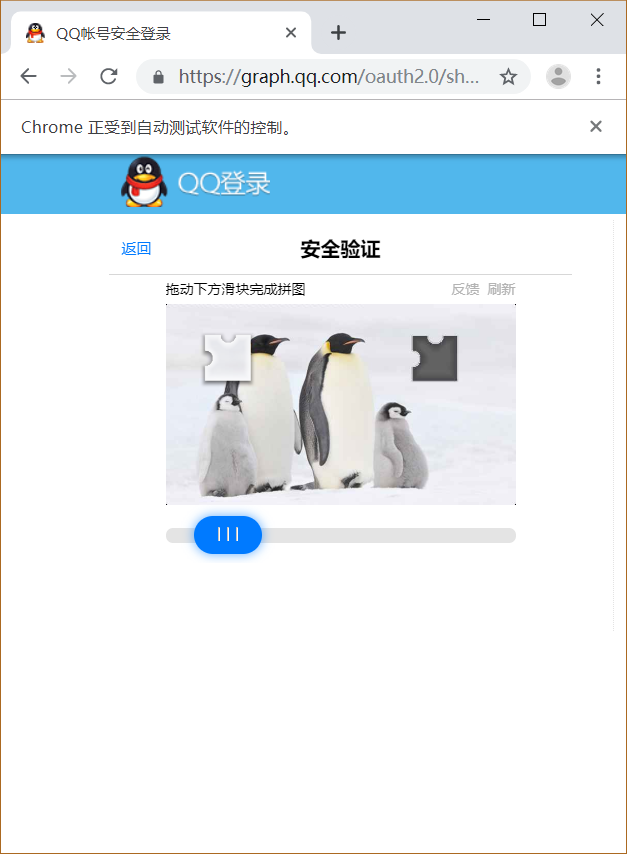 QQ帐号安全登录
https://graph.qq.com/oauth2.0/sh...
Chrome 正受到自动测试软件的控制。
QQ登录
返回
安全验证
拖动下方滑块完成拼图
反馈 刷新